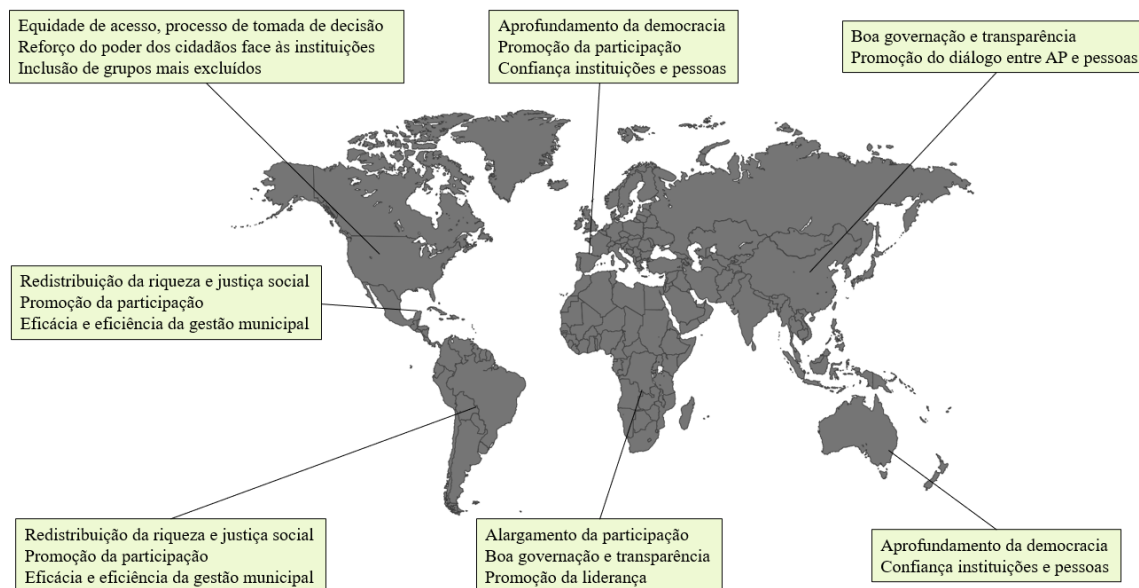 Equidade de acesso, processo de tomada de decisão
Reforço do poder dos cidadãos face às instituições
Inclusão de grupos mais excluídos
Aprofundamento da democracia
Promoção da participação
Confiança instituições e pessoas
Boa governação e transparência
Promoção do diálogo entre AP e pessoas
Redistribuição da riqueza e justiça social
Promoção da participação
Eficácia e eficiência da gestão municipal
Redistribuição da riqueza e justiça social
Promoção da participação
Eficácia e eficiência da gestão municipal
Alargamento da participação
Boa governação e transparência
Promoção da liderança
Aprofundamento da democracia
Confiança instituições e pessoas